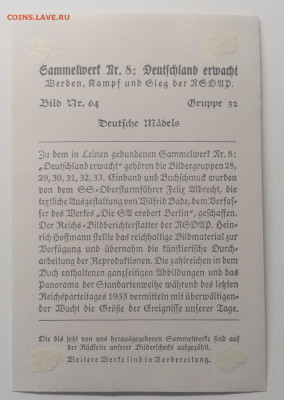 COINS.LAVE.RU
Sammelwerk Nr. 8: Deutschland erwacht
Werden, Kampf und Sieg der NSDAP.
Bild Nr. 64 Gruppe 32
Deutsche Mädels
Zu dem in Leinen gebundenen Sammelwerk Nr. 8:
„Deutschland erwacht“ gehören die Bildergruppen 28,
29, 30, 31, 32, 33. Einband und Buchschmuck wurden
von dem SS-Obersturmführer Felix Albrecht, die
textliche Ausgestaltung von Wilfrid Bade, dem Verfas-
ser des Werkes „Die SA erobert Berlin“, geschaffen.
Der Reichs-Bildberichterstatter der NSDAP. Hein-
rich Hoffmann stellte das reichhaltige Bildmaterial zur
Verfügung und übernahm die künstlerische Durch-
arbeitung der Reproduktionen. Die zahlreichen in dem
Buch enthaltenen ganzseitigen Abbildungen und das
Panorama der Standartenweihe während des letzten
Reichsparteitages 1933 vermitteln mit überwältigen-
der Wucht die Größe der Ereignisse unserer Tage.
Die bis jetzt von uns herausgegebenen Sammelwerke sind auf
der Rückseite unserer Bilderschecks aufgezählt.
Weitere Werke sind in Vorbereitung.